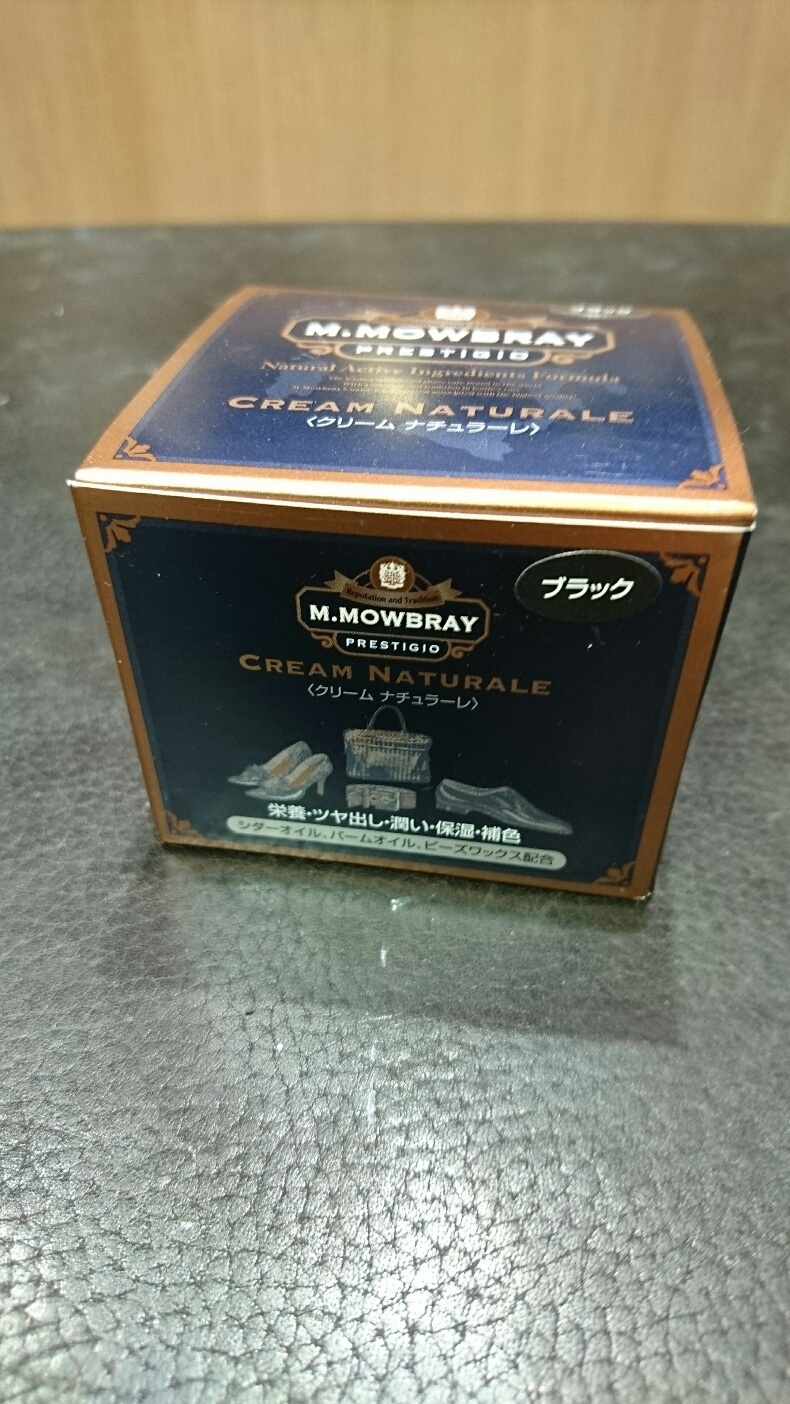 M.MOWBRAY
PRESTIGIO
Natural Active Ingredients Formula
CREAM NATURALE
〈クリーム ナチュラーレ〉
Reputation and Tradition
M.MOWBRAY
PRESTIGIO
ブラック
CREAM NATURALE
〈クリーム ナチュラーレ〉
栄養・ツヤ出し・潤い・保湿・補色
シダーオイル、パームオイル、ビーズワックス配合